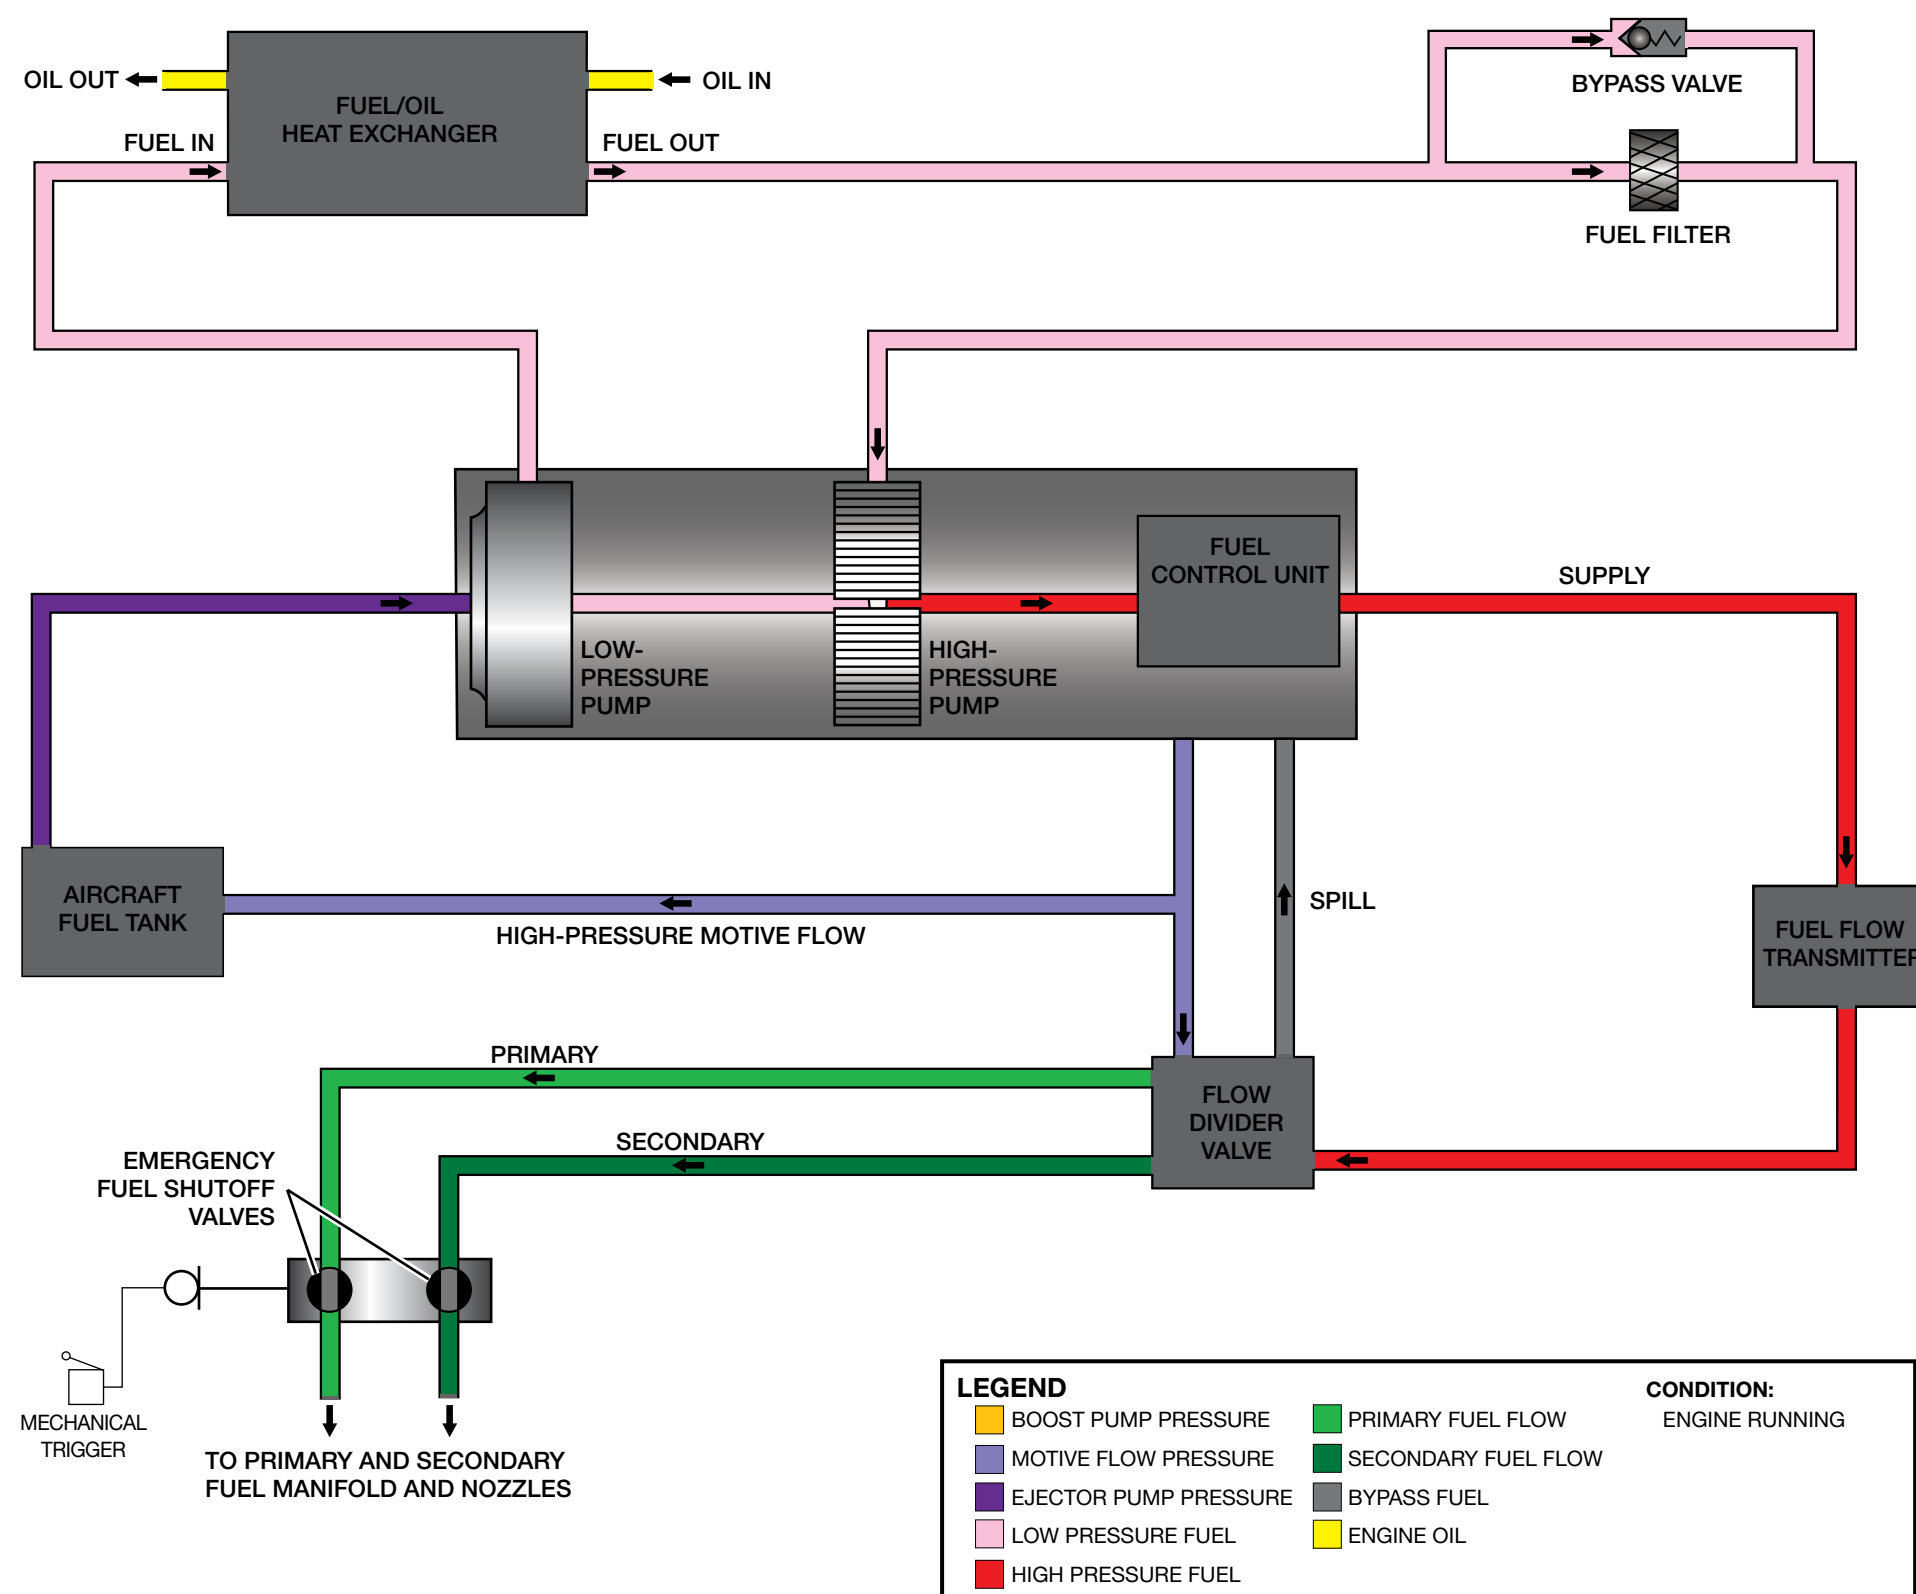 OIL OUT
FUEL/OIL
HEAT EXCHANGER
OIL IN
FUEL IN
FUEL OUT
BYPASS VALVE
FUEL FILTER
FUEL
CONTROL UNIT
SUPPLY
LOW-
PRESSURE
PUMP
HIGH-
PRESSURE
PUMP
AIRCRAFT
FUEL TANK
HIGH-PRESSURE MOTIVE FLOW
SPILL
FUEL FLOW
TRANSMITTER
PRIMARY
SECONDARY
FLOW
DIVIDER
VALVE
EMERGENCY
FUEL SHUTOFF
VALVES
MECHANICAL
TRIGGER
TO PRIMARY AND SECONDARY
FUEL MANIFOLD AND NOZZLES
LEGEND
BOOST PUMP PRESSURE
MOTIVE FLOW PRESSURE
EJECTOR PUMP PRESSURE
LOW PRESSURE FUEL
HIGH PRESSURE FUEL
PRIMARY FUEL FLOW
SECONDARY FUEL FLOW
BYPASS FUEL
ENGINE OIL
CONDITION:
ENGINE RUNNING